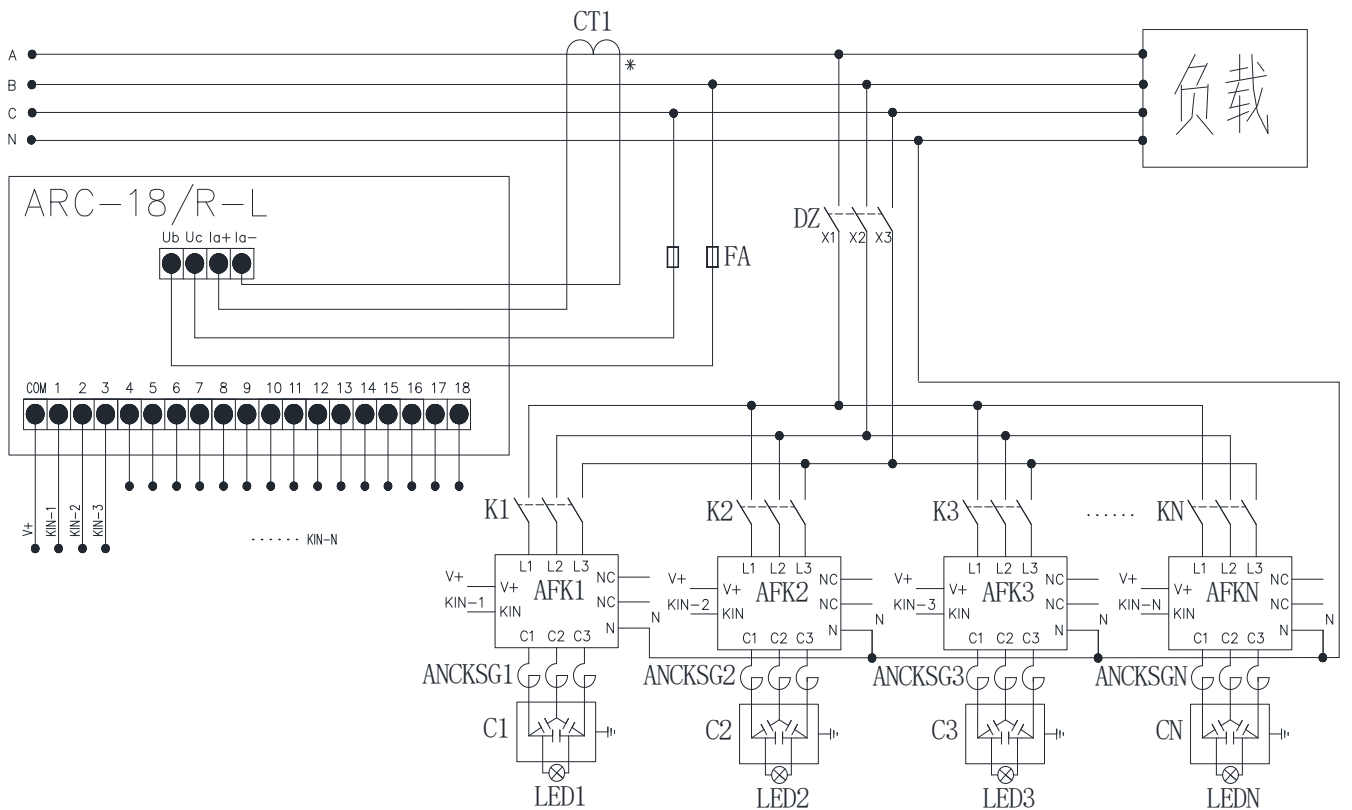 CT1
A
*
B
C
N
负载
ARC-18/R-L
Ub Uc Ia+ Ia-
DZ
X1 X2 X3
FA
COM 1 2 3 4 5 6 7 8 9 10 11 12 13 14 15 16 17 18
V+ KIN-1 KIN-2 KIN-3
······ KIN-N
K1 K2 K3 ······ KN
L1 L2 L3 L1 L2 L3 L1 L2 L3 L1 L2 L3
V+ V+ AFK1 NC V+ V+ AFK2 NC V+ V+ AFK3 NC V+ V+ AFKN NC
KIN-1 KIN NC KIN-2 KIN NC KIN-3 KIN NC KIN-N KIN NC
N N N N N N N N
C1 C2 C3 C1 C2 C3 C1 C2 C3 C1 C2 C3
ANCKSG1 ANCKSG2 ANCKSG3 ANCKSGN
C1 C2 C3 CN
LED1 LED2 LED3 LEDN